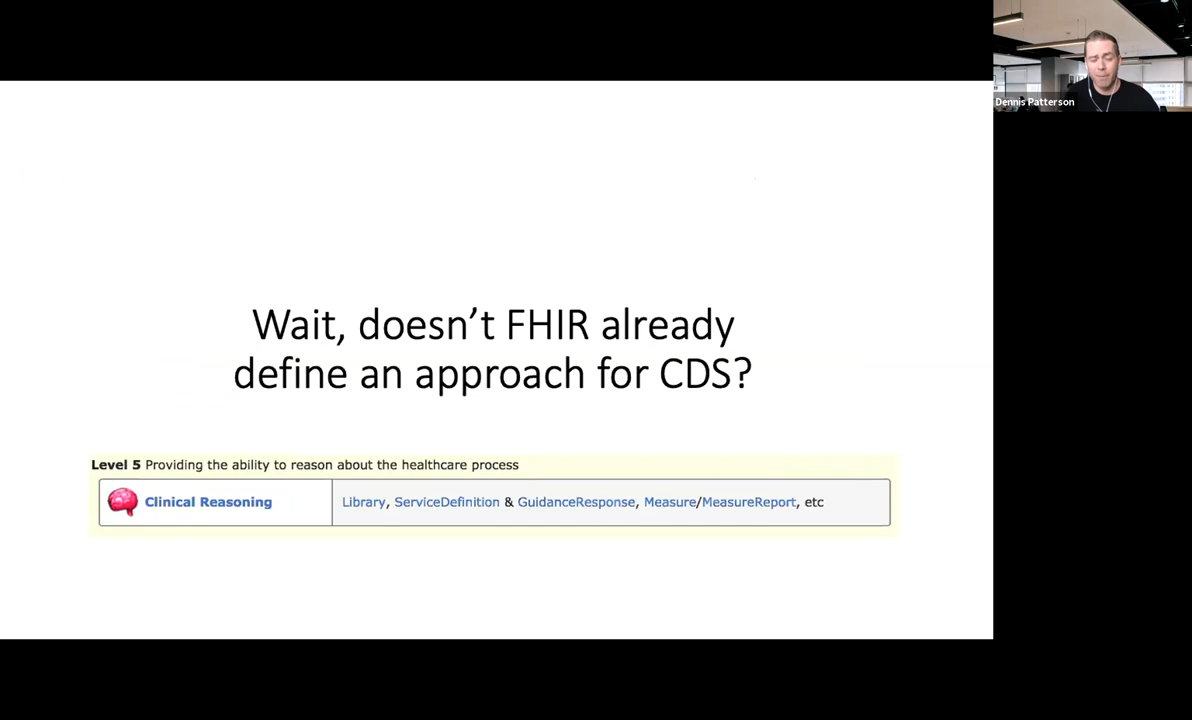 Dennis Patterson
Wait, doesn’t FHIR already
define an approach for CDS?
Level 5 Providing the ability to reason about the healthcare process
Clinical Reasoning
Library, ServiceDefinition & GuidanceResponse, Measure/MeasureReport, etc